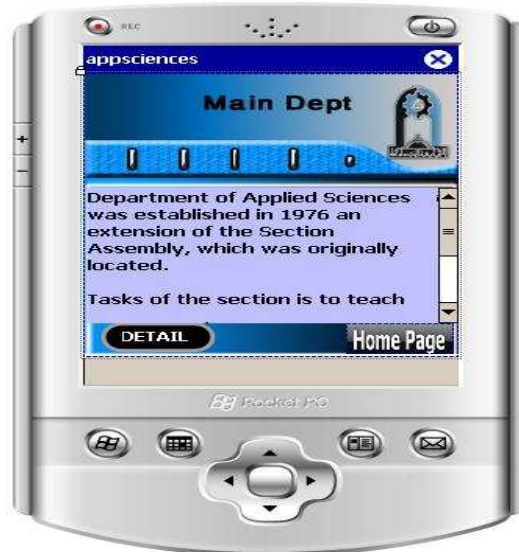 REC
appsciences
Main Dept
Department of Applied Sciences
was established in 1976 an
extension of the Section
Assembly, which was originally
located.
Tasks of the section is to teach
DETAIL
Home Page
Pocket PC
+
-